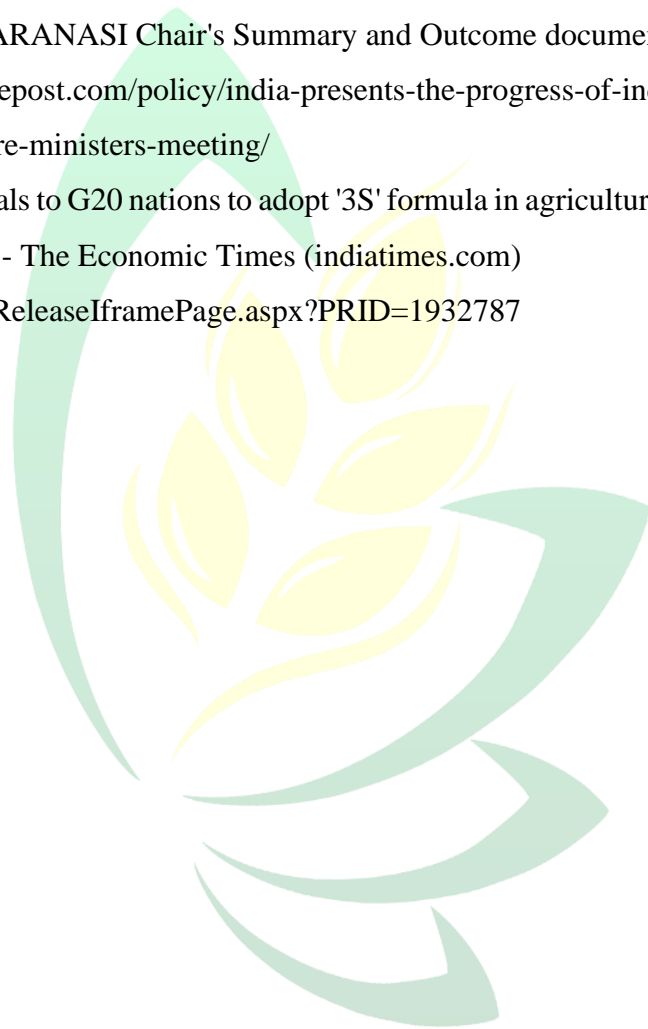 ARANASI Chair's Summary and Outcome documen
epost.com/policy/india-presents-the-progress-of-in
re-ministers-meeting/
als to G20 nations to adopt '3S' formula in agricultur
- The Economic Times (indiatimes.com)
ReleaseIframePage.aspx?PRID=1932787